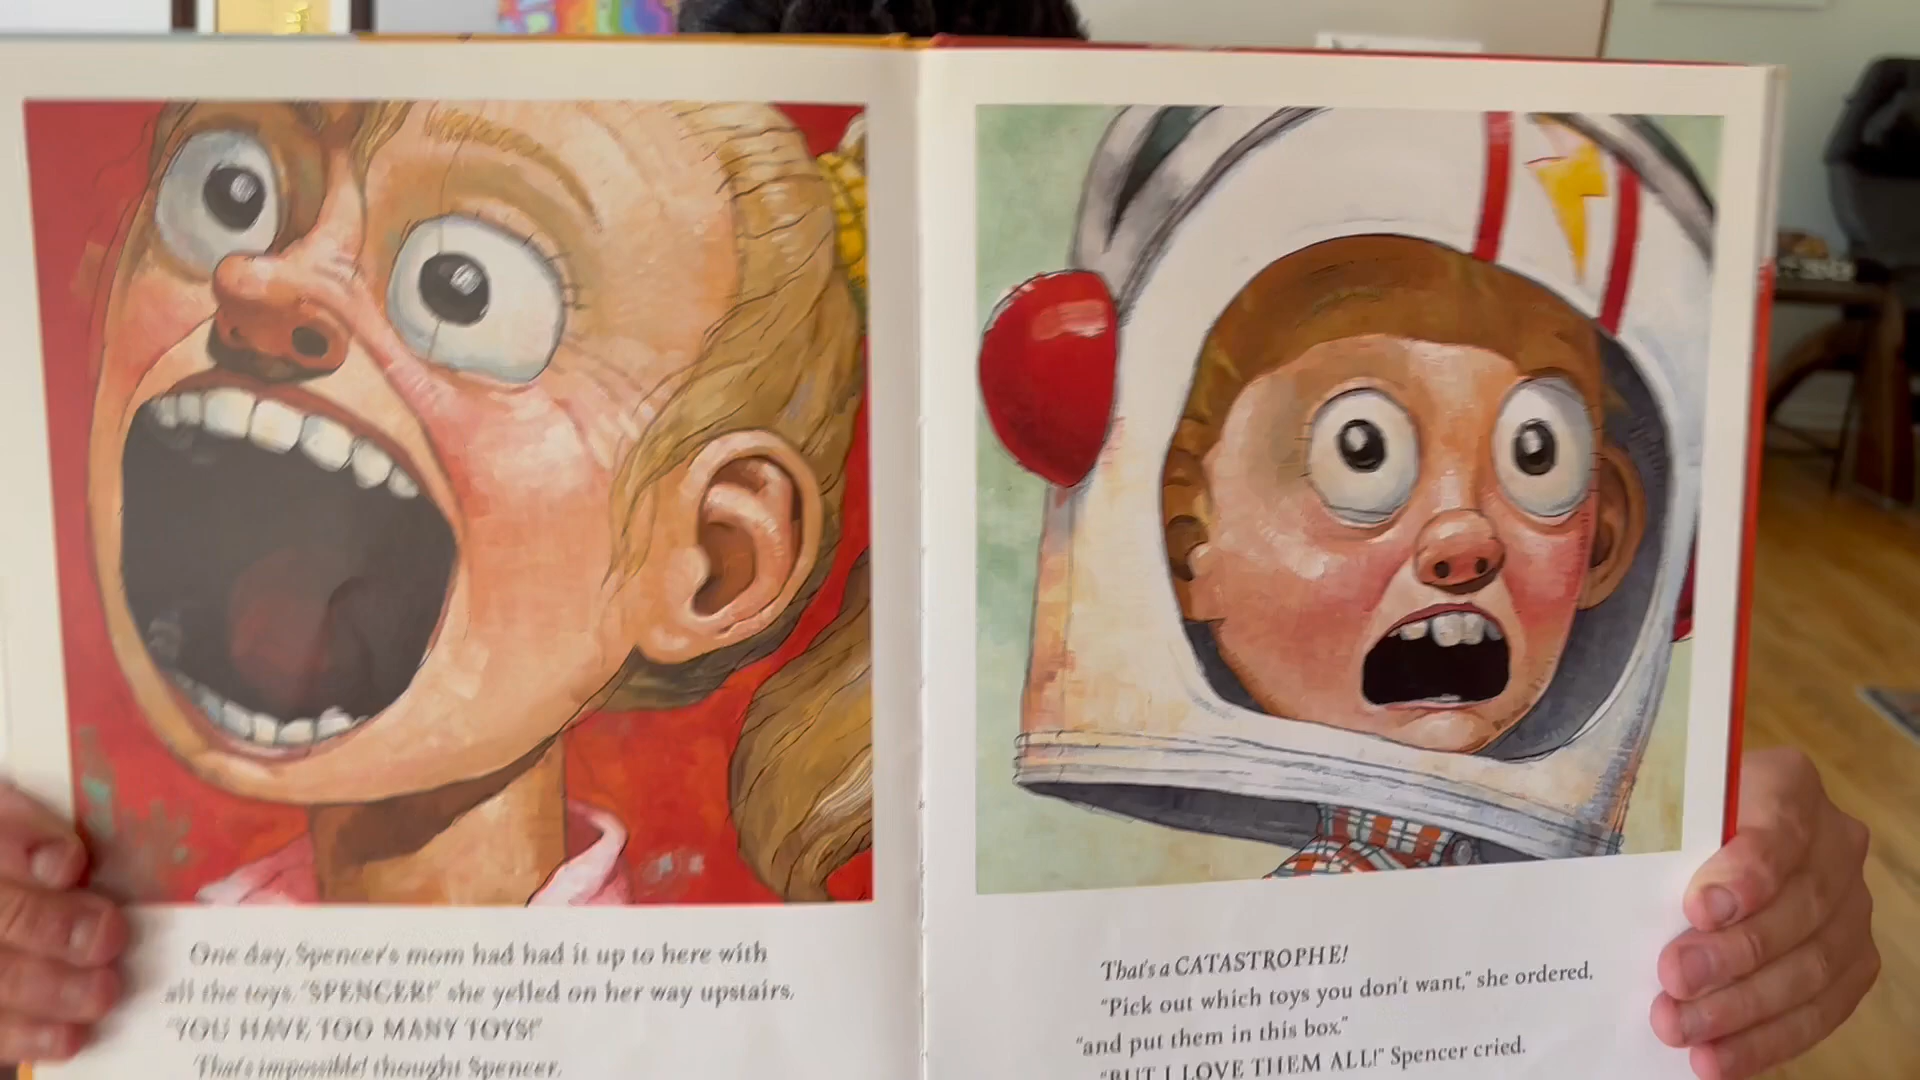 One day, Spencer's mom had had it up to here with
all the toys. "SPENCER!" she yelled on her way upstairs.
"YOU HAVE TOO MANY TOYS!"
That's impossible! thought Spencer.
That's a CATASTROPHE!
"Pick out which toys you don't want," she ordered,
"and put them in this box."
"BUT I LOVE THEM ALL!" Spencer cried.